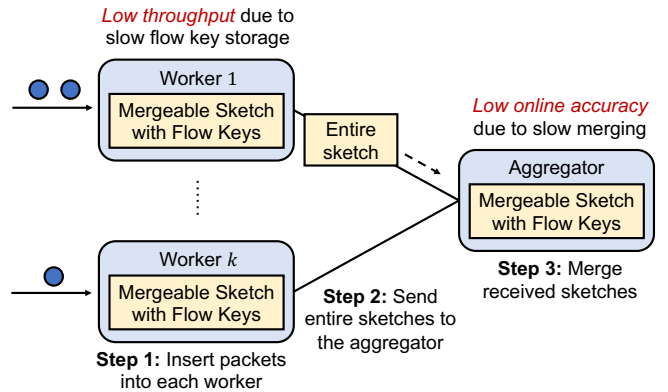 Low throughput due to
slow flow key storage
Worker 1
Mergeable Sketch
with Flow Keys
Entire
sketch
Low online accuracy
due to slow merging
Aggregator
Mergeable Sketch
with Flow Keys
Step 3: Merge
received sketches
Worker k
Mergeable Sketch
with Flow Keys
Step 2: Send
entire sketches to
the aggregator
Step 1: Insert packets
into each worker